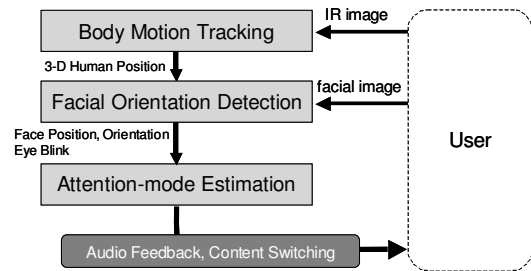 IR image
Body Motion Tracking
3-D Human Position
facial image
Facial Orientation Detection
Face Position, Orientation
Eye Blink
User
Attention-mode Estimation
Audio Feedback, Content Switching